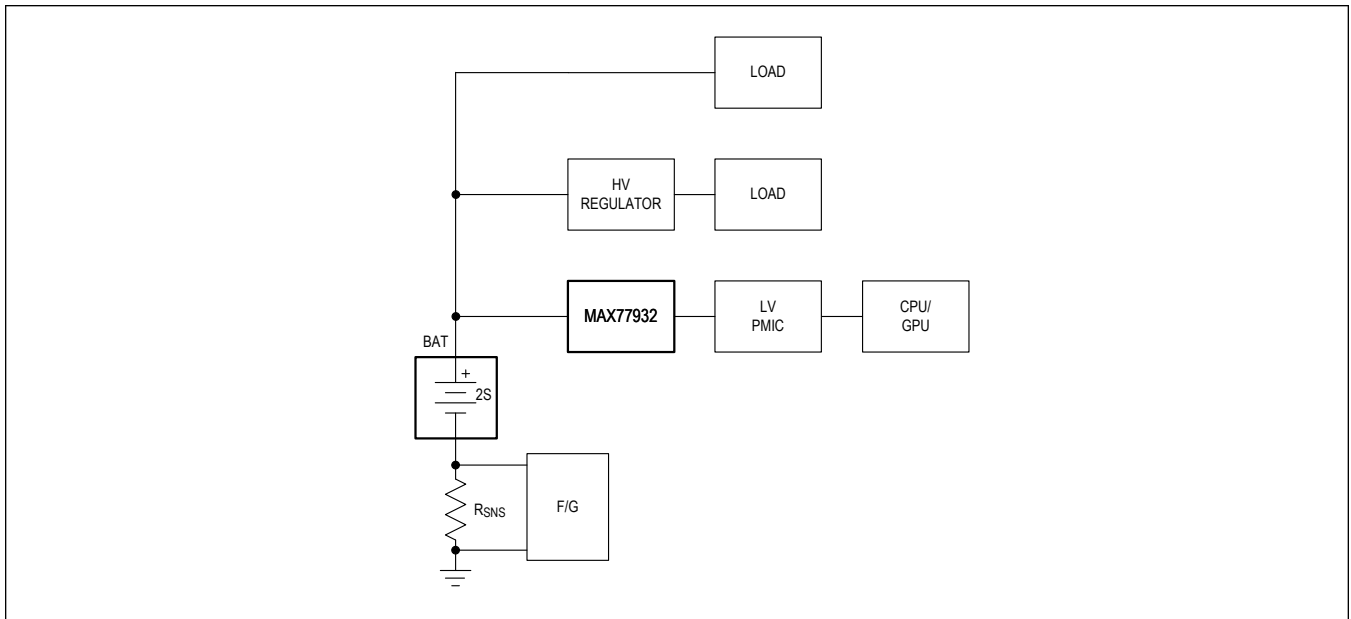 LOAD
HV
REGULATOR
LOAD
MAX77932
LV
PMIC
CPU/
GPU
BAT
+
2S
RSNS
F/G